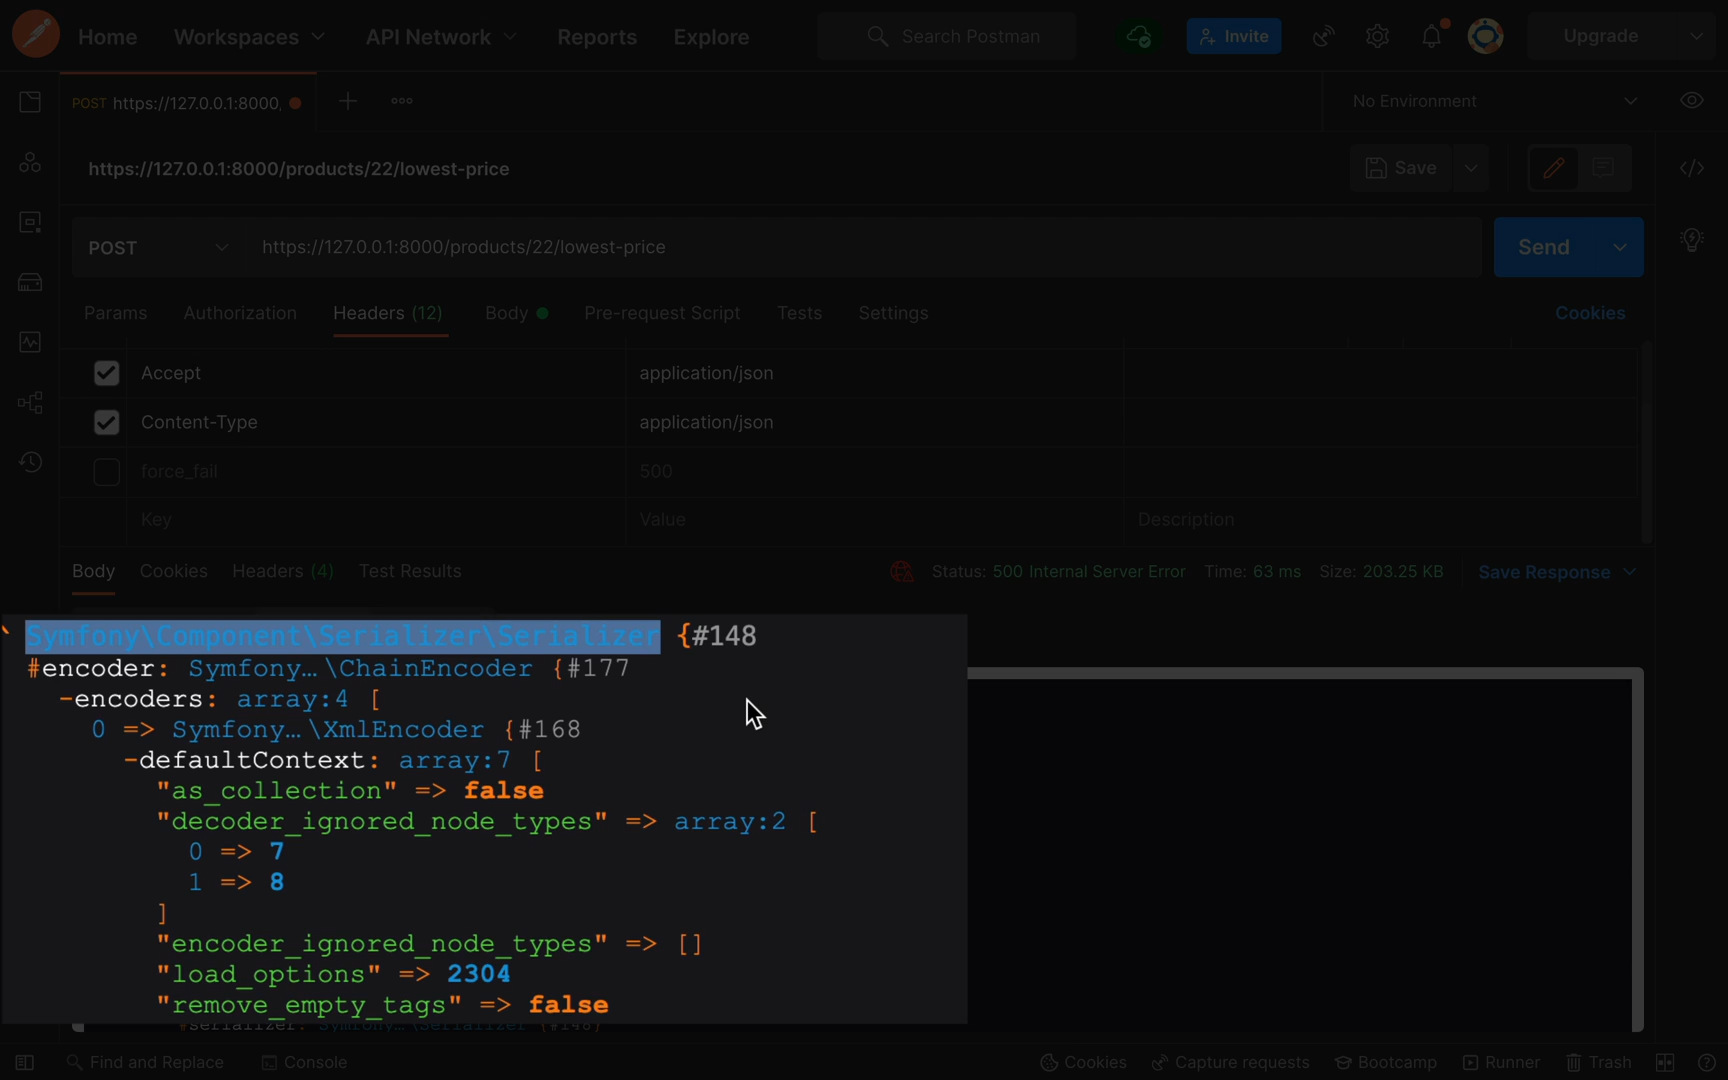 Home Workspaces API Network Reports Explore Search Postman Invite Upgrade
POST https://127.0.0.1:8000, No Environment
https://127.0.0.1:8000/products/22/lowest-price Save
POST https://127.0.0.1:8000/products/22/lowest-price Send
Params Authorization Headers (12) Body Pre-request Script Tests Settings Cookies
Accept application/json
Content-Type application/json
force_fail 500
Key Value Description
Body Cookies Headers (4) Test Results Status: 500 Internal Server Error Time: 63 ms Size: 203.25 KB Save Response
Symfony\Component\Serializer\Serializer {#148
#encoder: Symfony…\ChainEncoder {#177
-encoders: array:4 [
0 => Symfony…\XmlEncoder {#168
-defaultContext: array:7 [
"as_collection" => false
"decoder_ignored_node_types" => array:2 [
0 => 7
1 => 8
]
"encoder_ignored_node_types" => []
"load_options" => 2304
"remove_empty_tags" => false
#serializer: Symfony…\Serializer {#148}
Find and Replace Console Cookies Capture requests Bootcamp Runner Trash